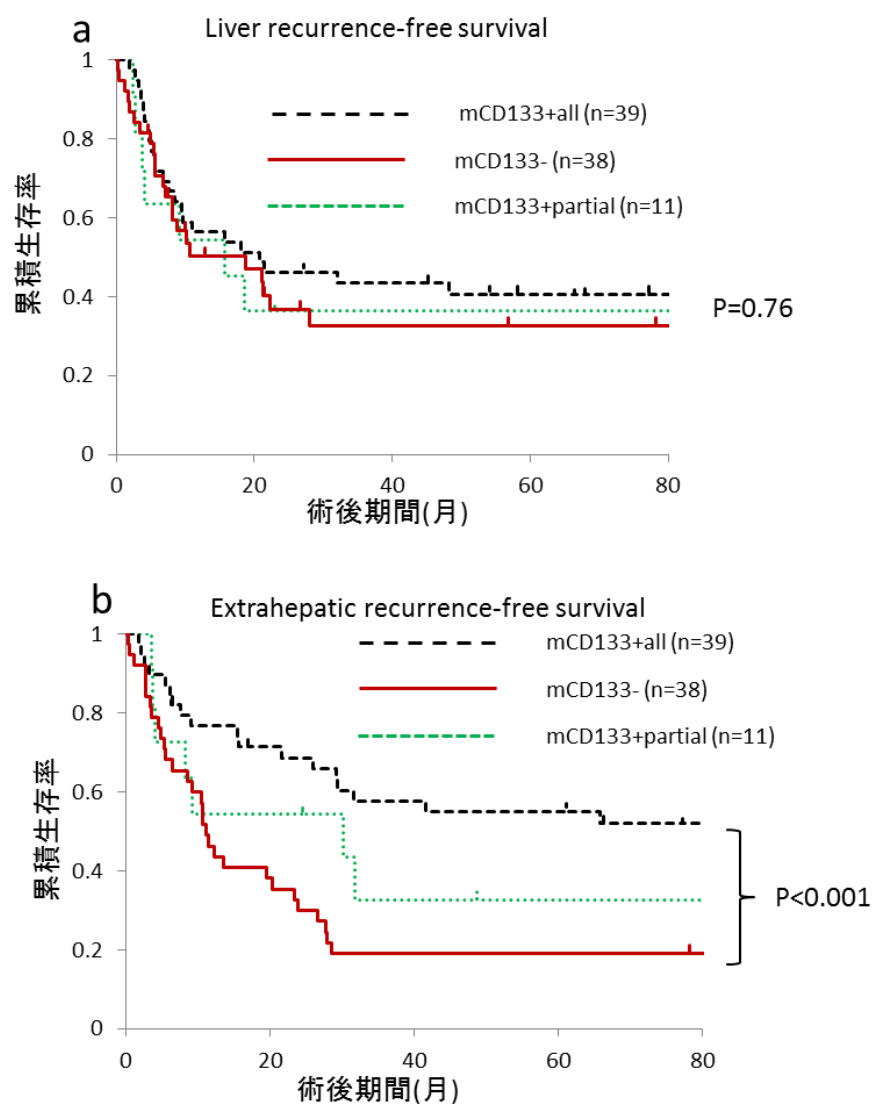 a
Liver recurrence-free survival
1
0.8
0.6
0.4
0.2
0
累積生存率
mCD133+all (n=39)
mCD133- (n=38)
mCD133+partial (n=11)
P=0.76
0 20 40 60 80
術後期間(月)
b
Extrahepatic recurrence-free survival
1
0.8
0.6
0.4
0.2
0
累積生存率
mCD133+all (n=39)
mCD133- (n=38)
mCD133+partial (n=11)
P<0.001
0 20 40 60 80
術後期間(月)